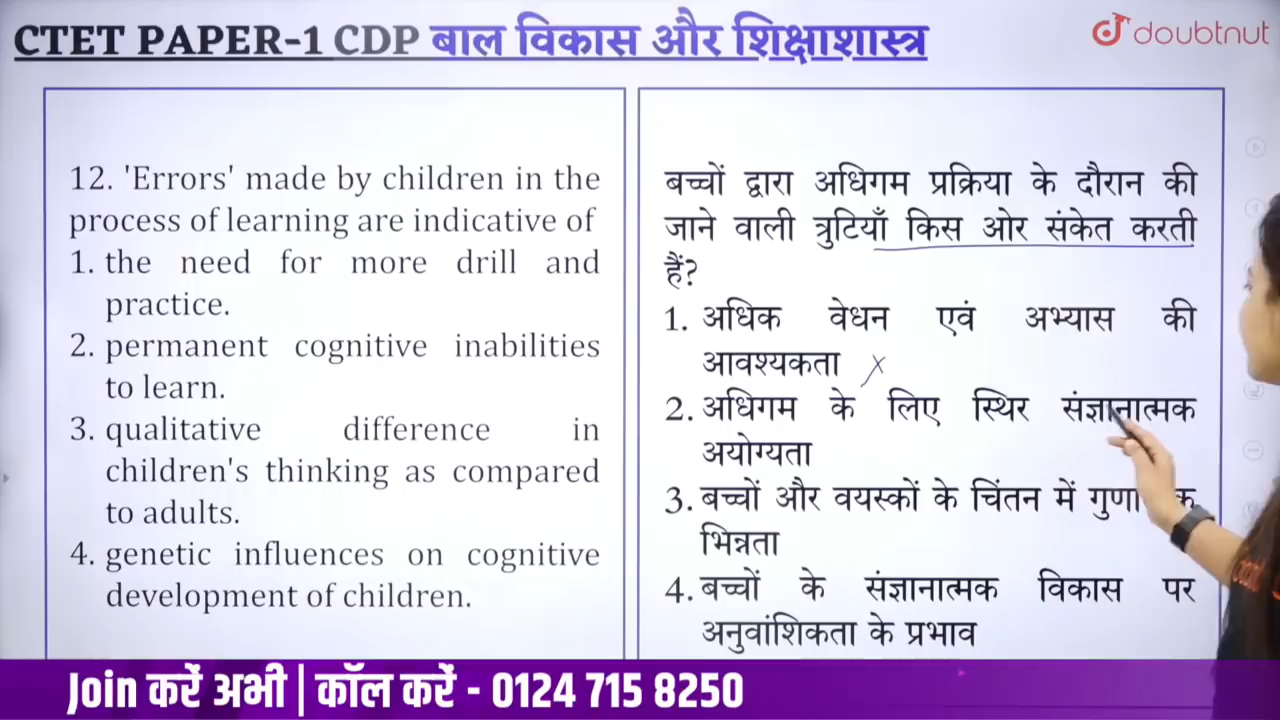 CTET PAPER-1 CDP बाल विकास और शिक्षाशास्त्र
doubtnut
12. 'Errors' made by children in the
process of learning are indicative of
1. the need for more drill and
practice.
2. permanent cognitive inabilities
to learn.
3. qualitative difference in
children's thinking as compared
to adults.
4. genetic influences on cognitive
development of children.
बच्चों द्वारा अधिगम प्रक्रिया के दौरान की
जाने वाली त्रुटियाँ किस ओर संकेत करती
हैं?
1. अधिक वेधन एवं अभ्यास की
आवश्यकता
2. अधिगम के लिए स्थिर संज्ञानात्मक
अयोग्यता
3. बच्चों और वयस्कों के चिंतन में
भिन्नता
4. बच्चों के संज्ञानात्मक विकास पर
अनुवांशिकता के प्रभाव
Join करें अभी | कॉल करें - 0124 715 8250